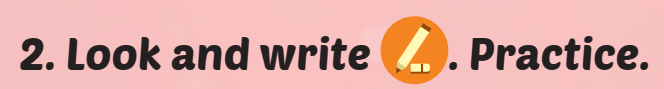 2. Look and write . Practice.